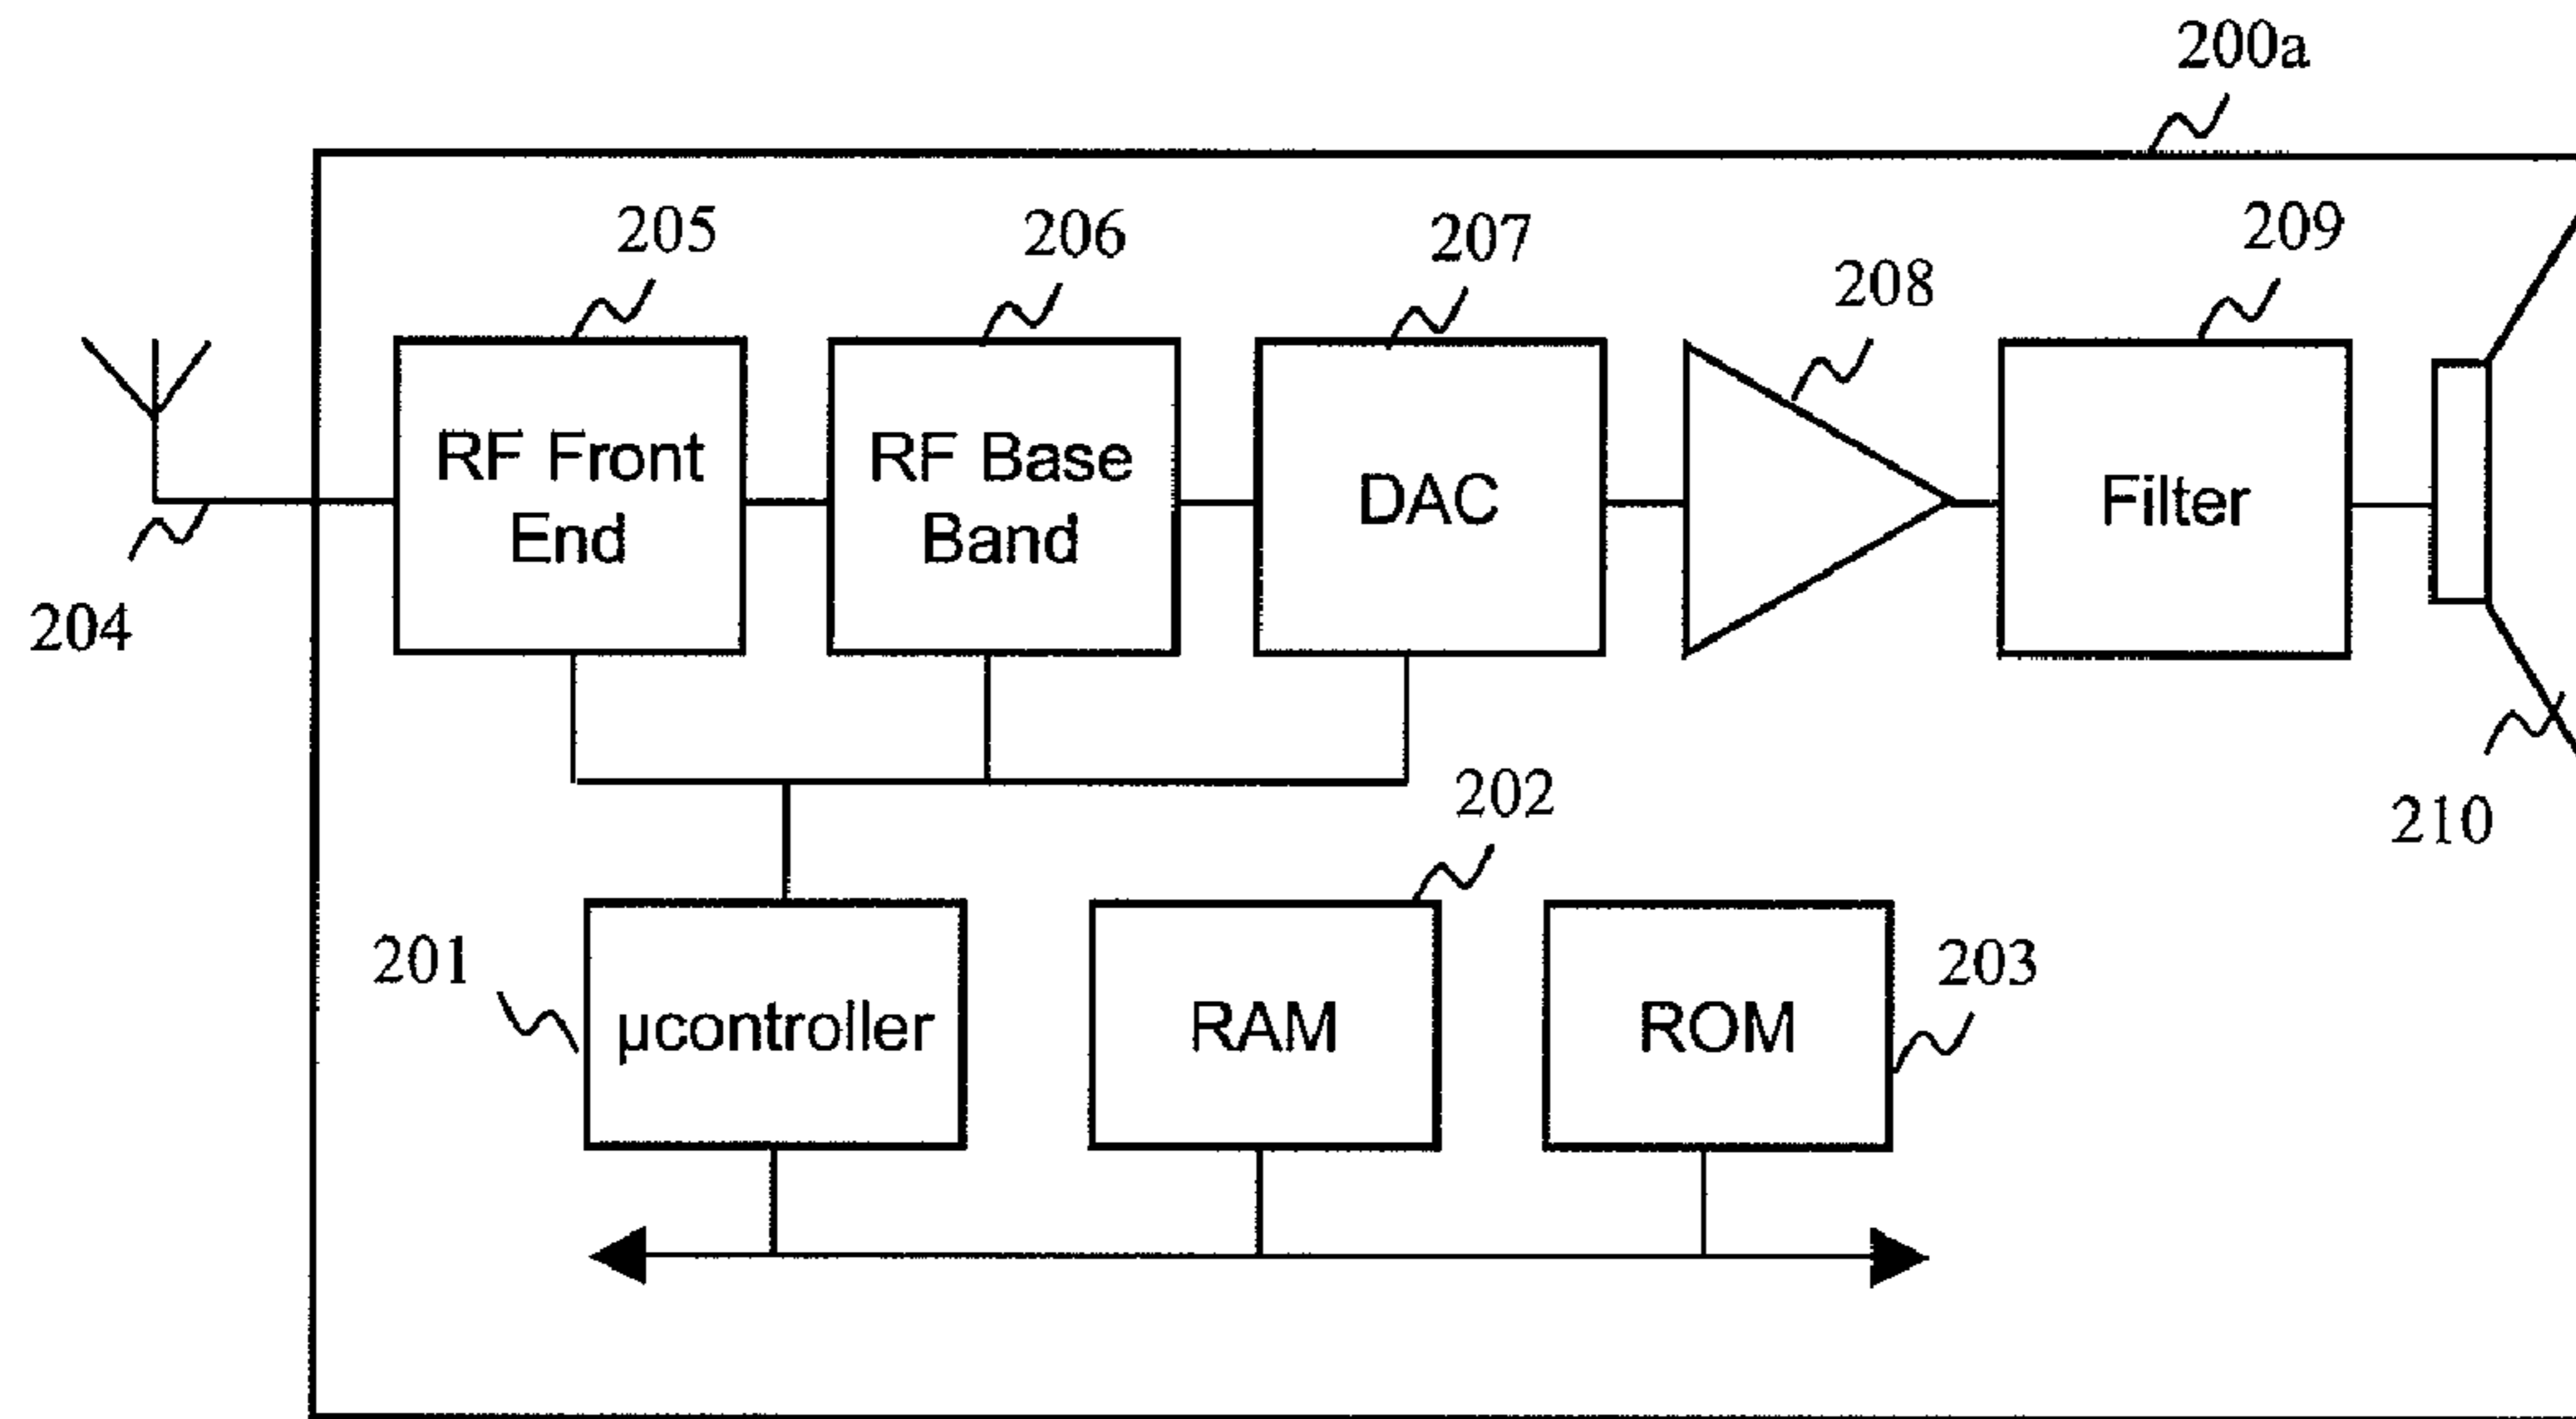 200a
205
206
207
208
209
RF Front
End
RF Base
Band
DAC
Filter
204
210
201
202
203
µcontroller
RAM
ROM